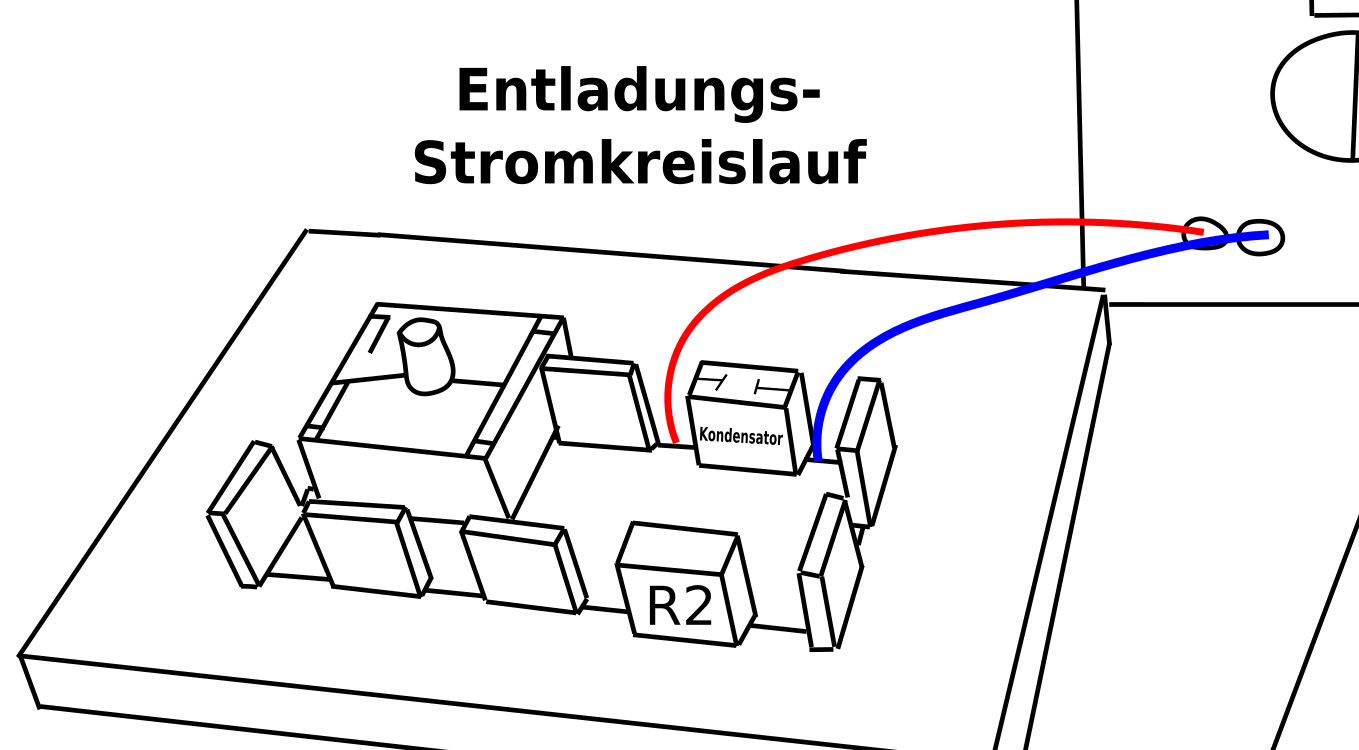 Entladungs-
Stromkreislauf
Kondensator
R2